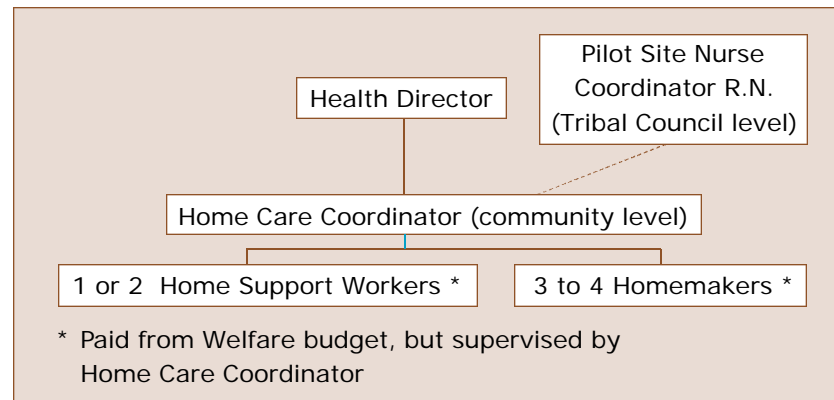 Pilot Site Nurse
Coordinator R.N.
(Tribal Council level)
Health Director
Home Care Coordinator (community level)
1 or 2 Home Support Workers *
3 to 4 Homemakers *
* Paid from Welfare budget, but supervised by
Home Care Coordinator